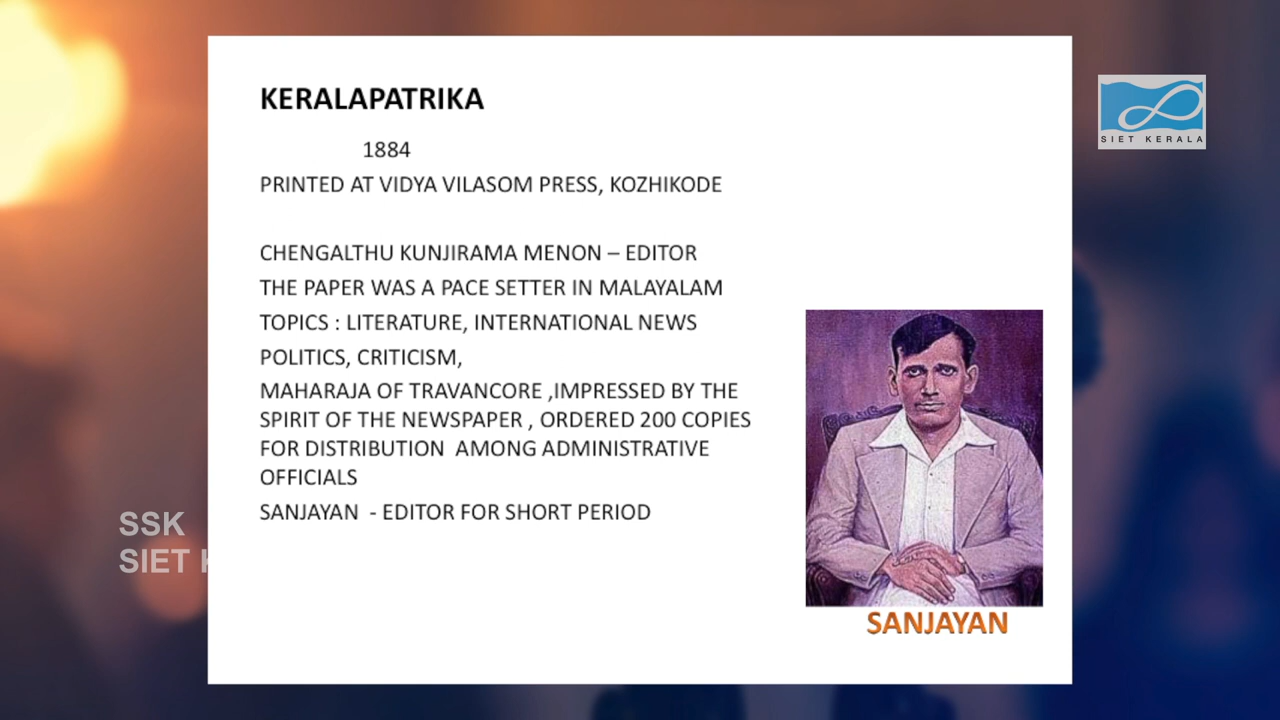 KERALAPATRIKA
1884
PRINTED AT VIDYA VILASOM PRESS, KOZHIKODE
CHENGALTHU KUNJIRAMA MENON – EDITOR
THE PAPER WAS A PACE SETTER IN MALAYALAM
TOPICS : LITERATURE, INTERNATIONAL NEWS
POLITICS, CRITICISM,
MAHARAJA OF TRAVANCORE ,IMPRESSED BY THE
SPIRIT OF THE NEWSPAPER , ORDERED 200 COPIES
FOR DISTRIBUTION AMONG ADMINISTRATIVE
OFFICIALS
SANJAYAN - EDITOR FOR SHORT PERIOD
SANJAYAN
SIET KERALA
SSK
SIET K